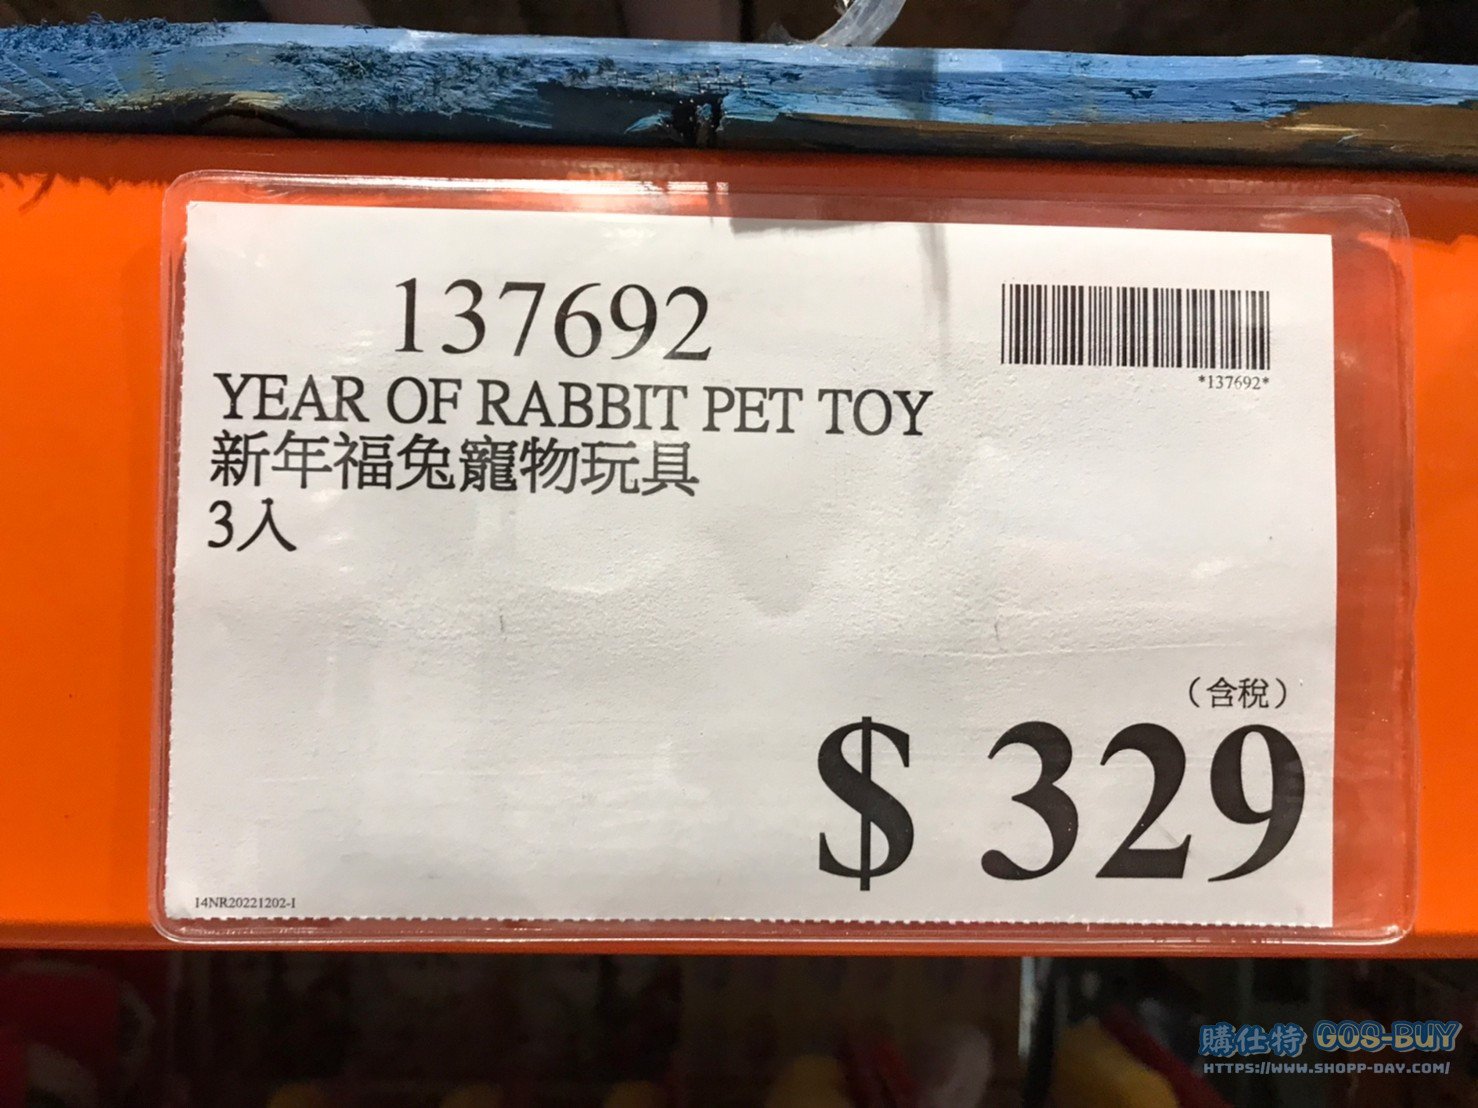 137692
*137692*
YEAR OF RABBIT PET TOY
新年福兔寵物玩具
3入
（含稅）
$ 329
14NR20221202-1
購仕特 GOS-BUY
HTTPS://WWW.SHOPP-DAY.COM/